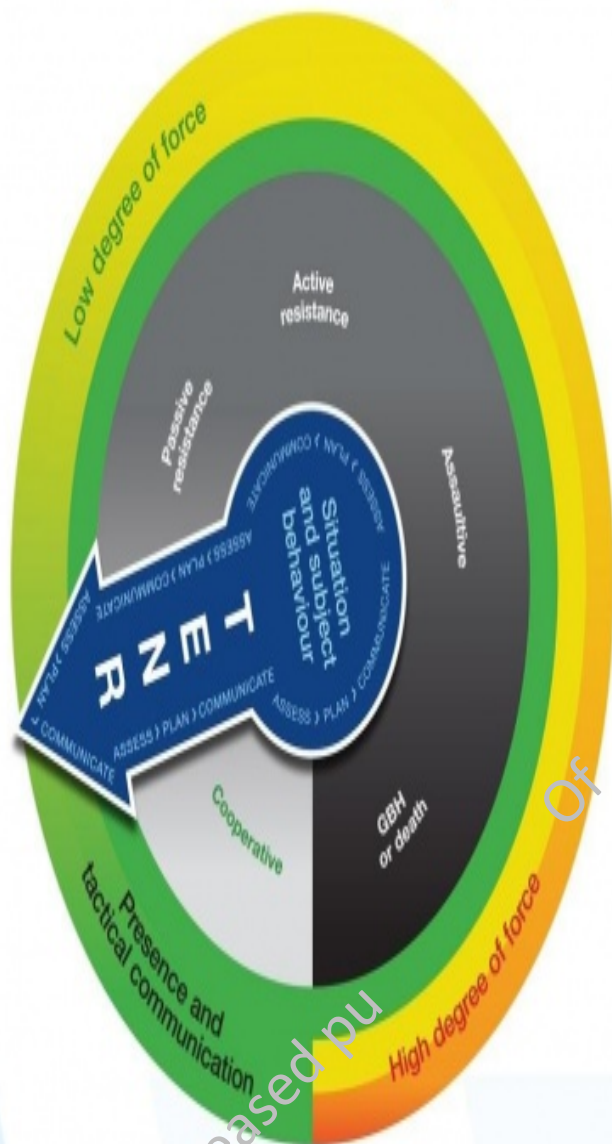 Low degree of force
Active
resistance
Passive
resistance
Assaultive
Situation
and subject
behaviour
ASSESS › PLAN › COMMUNICATE
ASSESS › PLAN › COMMUNICATE
ASSESS › PLAN › COMMUNICATE
ASSESS › PLAN › COMMUNICATE
ASSESS › PLAN › COMMUNICATE
TENR
Cooperative
GBH
or death
Presence and
tactical communication
High degree of force